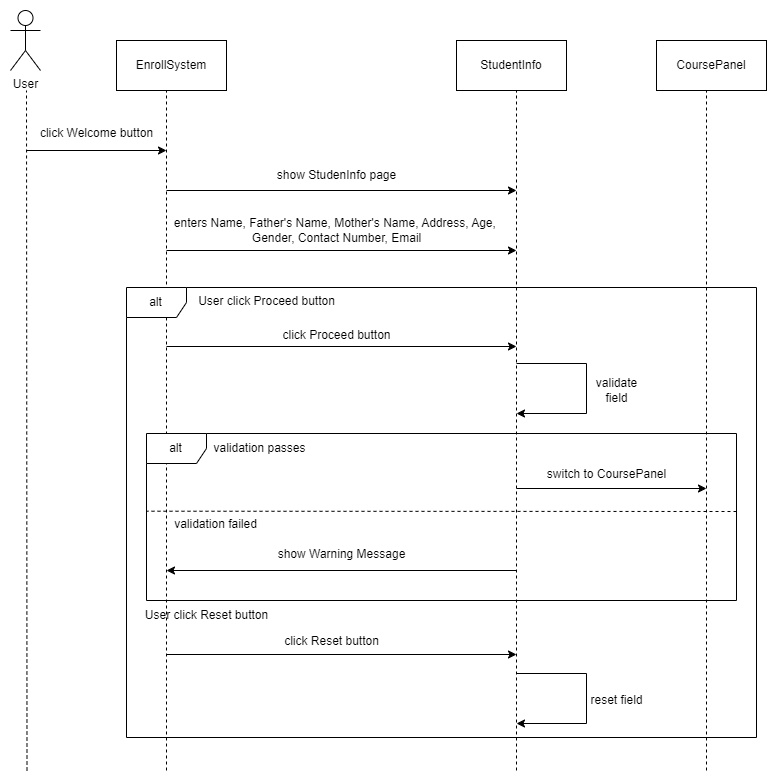 User
EnrollSystem
StudentInfo
CoursePanel
click Welcome button
show StudenInfo page
enters Name, Father's Name, Mother's Name, Address, Age,
Gender, Contact Number, Email
alt
User click Proceed button
click Proceed button
validate
field
alt
validation passes
switch to CoursePanel
validation failed
show Warning Message
User click Reset button
click Reset button
reset field